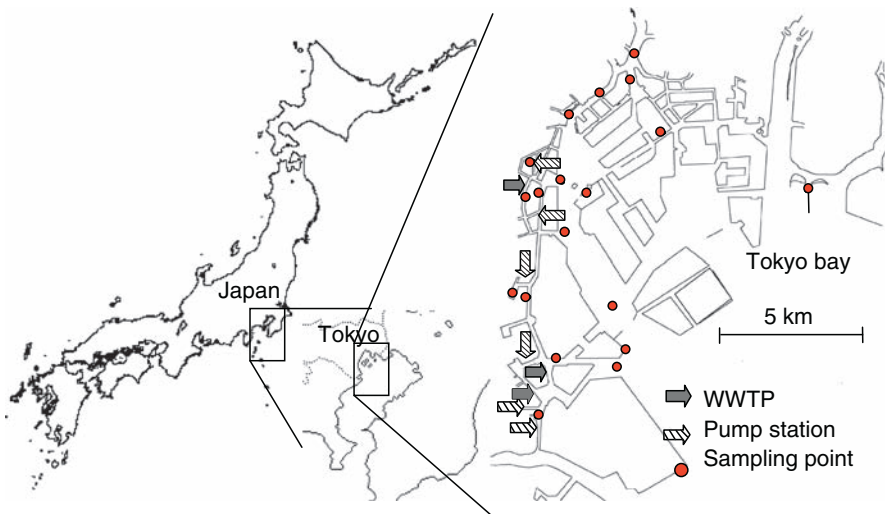 Japan
Tokyo
Tokyo bay
5 km
WWTP
Pump station
Sampling point